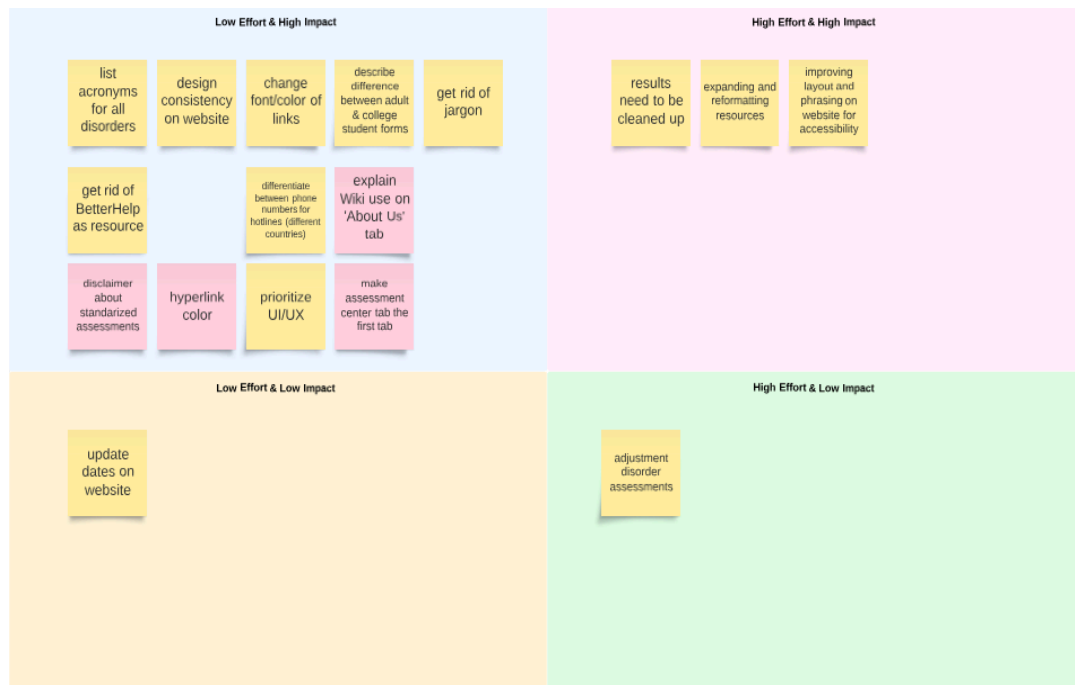 Low Effort & High Impact
list
acronyms
for all
disorders
design
consistency
on website
change
font/color of
links
describe
difference
between adult
& college
student forms
get rid of
jargon
get rid of
BetterHelp
as resource
differentiate
between phone
numbers for
hotlines (different
countries)
explain
Wiki use on
'About Us'
tab
disclaimer
about
standarized
assessments
hyperlink
color
prioritize
UI/UX
make
assessment
center tab the
first tab
High Effort & High Impact
results
need to be
cleaned up
expanding and
reformatting
resources
improving
layout and
phrasing on
website for
accessibility
Low Effort & Low Impact
update
dates on
website
High Effort & Low Impact
adjustment
disorder
assessments